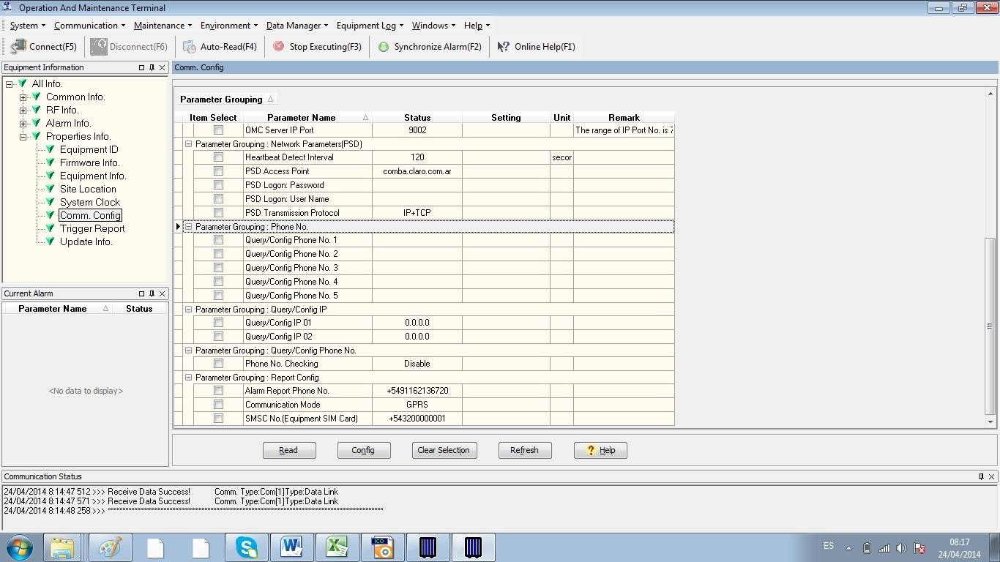 Operation And Maintenance Terminal
System Communication Maintenance Environment Data Manager Equipment Log Windows Help
Connect(F5) Disconnect(F6) Auto-Read(F4) Stop Executing(F3) Synchronize Alarm(F2) Online Help(F1)
Equipment Information
All Info.
Common Info.
RF Info.
Alarm Info.
Properties Info.
Equipment ID
Firmware Info.
Equipment Info.
Site Location
System Clock
Comm. Config
Trigger Report
Update Info.
Current Alarm
Parameter Name Status
<No data to display>
Comm. Config
Parameter Grouping
Item Select Parameter Name Status Setting Unit Remark
OMC Server IP Port 9002 The range of IP Port No. is 7
Parameter Grouping : Network Parameters(PSD)
Heartbeat Detect Interval 120 secor
PSD Access Point comba.claro.com.ar
PSD Logon: Password
PSD Logon: User Name
PSD Transmission Protocol IP+TCP
Parameter Grouping : Phone No.
Query/Config Phone No. 1
Query/Config Phone No. 2
Query/Config Phone No. 3
Query/Config Phone No. 4
Query/Config Phone No. 5
Parameter Grouping : Query/Config IP
Query/Config IP 01 0.0.0.0
Query/Config IP 02 0.0.0.0
Parameter Grouping : Query/Config Phone No.
Phone No. Checking Disable
Parameter Grouping : Report Config
Alarm Report Phone No. +5491162136720
Communication Mode GPRS
SMSC No.(Equipment SIM Card) +543200000001
Read Config Clear Selection Refresh Help
Communication Status
24/04/2014 8:14:47 512 >>> Receive Data Success! Comm. Type:Com[1]Type:Data Link
24/04/2014 8:14:47 571 >>> Receive Data Success! Comm. Type:Com[1]Type:Data Link
24/04/2014 8:14:48 258 >>>
ES
08:17
24/04/2014